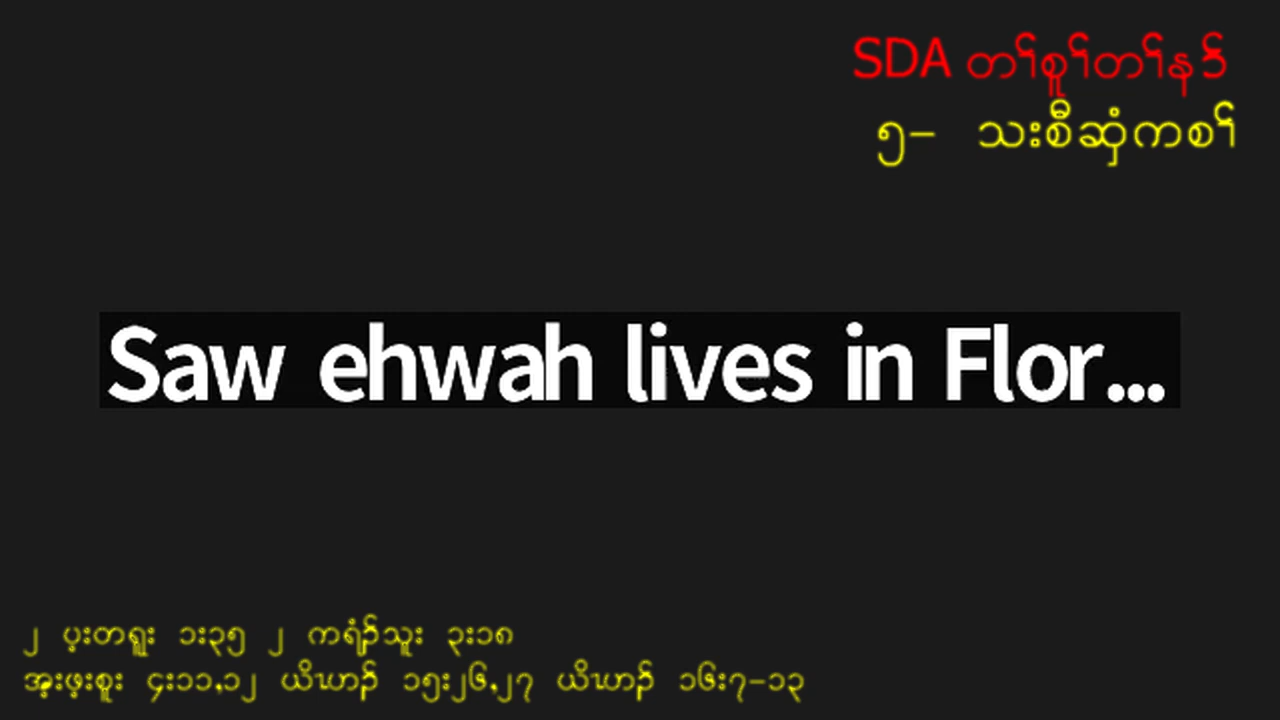 SDA တၢ်စူၢ်တၢ်နာ်
၅– သးစီဆှံကစၢ်
Saw ehwah lives in Flor...
၂ ပ့းတရူး ၁း၃၅ ၂ ကရံၣ်သူး ၃း၁၈
အ့းဖ့းစူး ၄း၁၁,၁၂ ယိၤဟၣ် ၁၅း၂၆,၂၇ ယိၤဟၣ် ၁၆း၇–၁၃